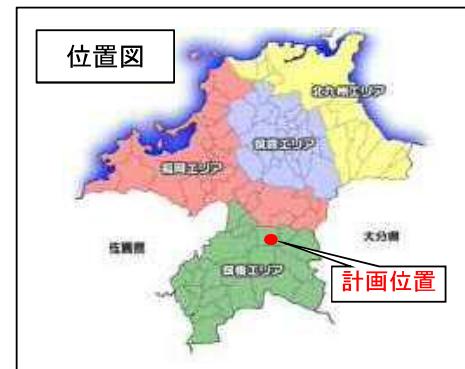 位置図
北九州エリア
筑豊エリア
福岡エリア
佐賀県
大分県
筑後エリア
計画位置